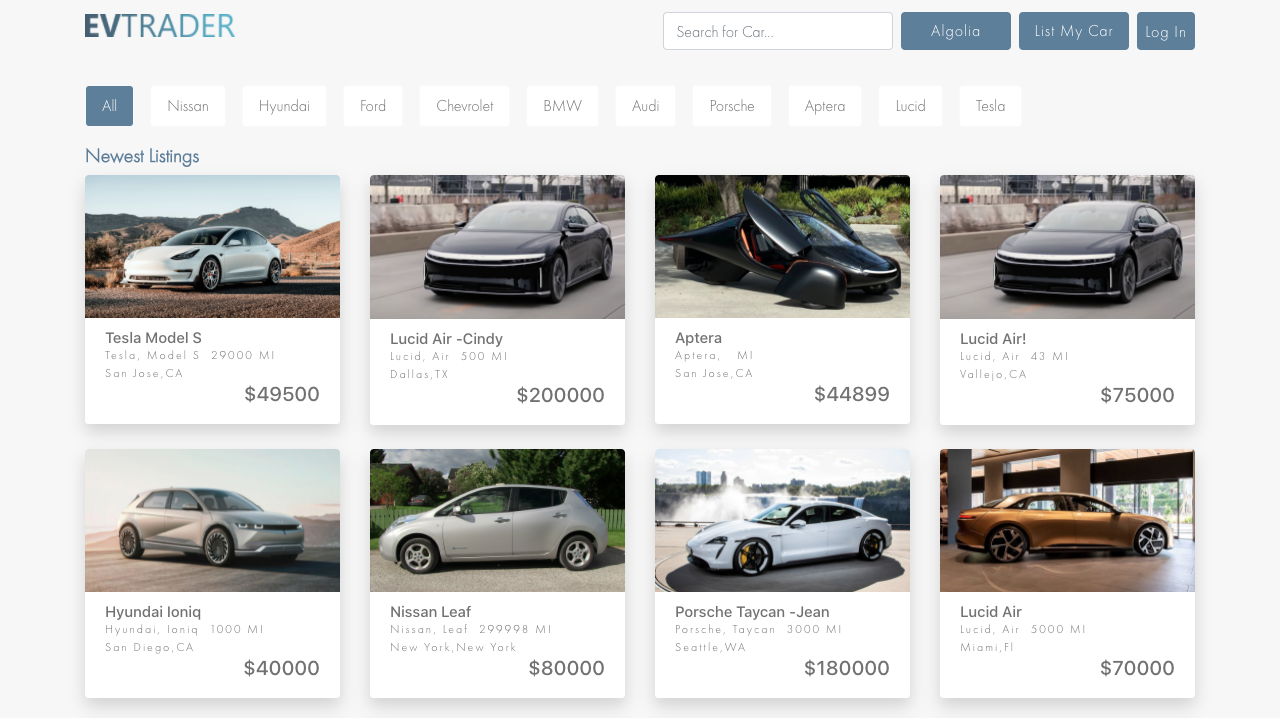 EVTRADER
Search for Car...
Algolia
List My Car
Log In
All
Nissan
Hyundai
Ford
Chevrolet
BMW
Audi
Porsche
Aptera
Lucid
Tesla
Newest Listings
Tesla Model S
Tesla, Model S 29000 MI
San Jose,CA
$49500
Lucid Air -Cindy
Lucid, Air 500 MI
Dallas,TX
$200000
Aptera
Aptera, MI
San Jose,CA
$44899
Lucid Air!
Lucid, Air 43 MI
Vallejo,CA
$75000
Hyundai Ioniq
Hyundai, Ioniq 1000 MI
San Diego,CA
$40000
Nissan Leaf
Nissan, Leaf 299998 MI
New York,New York
$80000
Porsche Taycan -Jean
Porsche, Taycan 3000 MI
Seattle,WA
$180000
Lucid Air
Lucid, Air 5000 MI
Miami,Fl
$70000